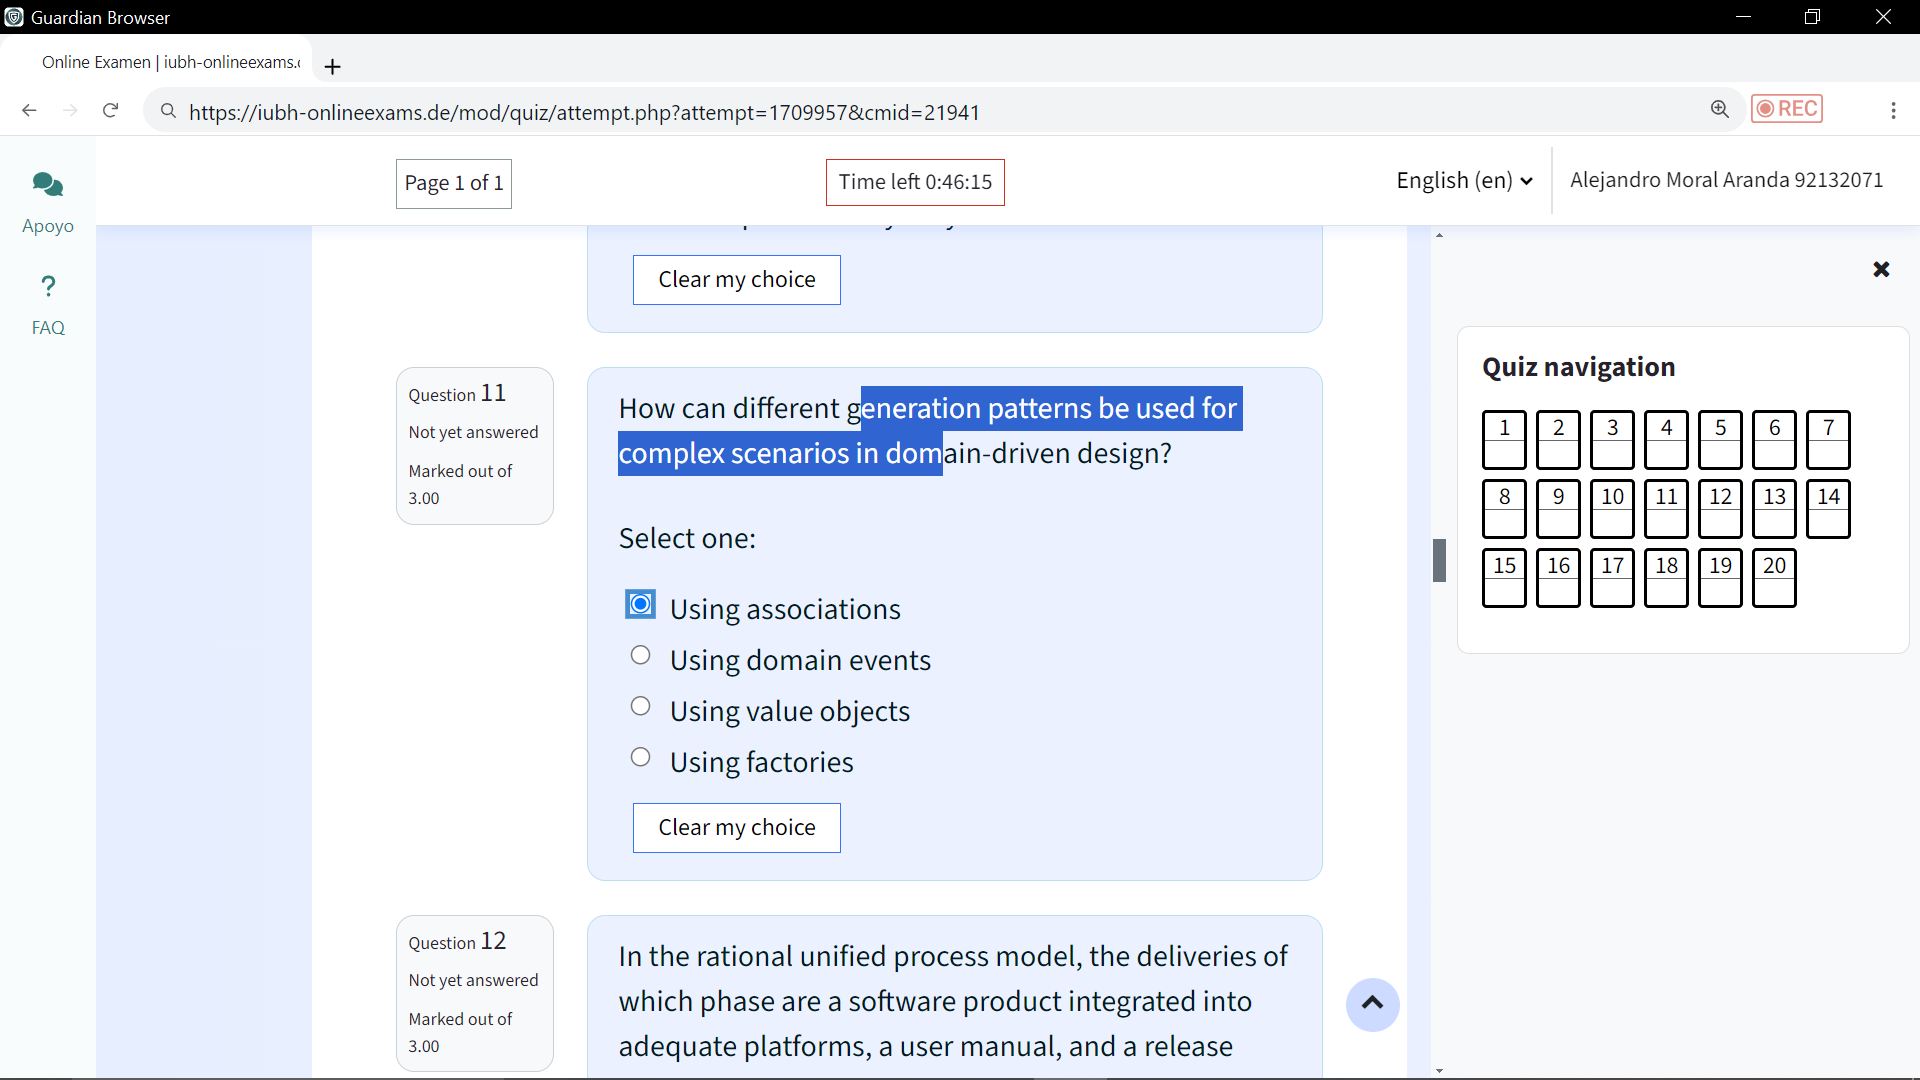 Guardian Browser
Online Examen | iubh-onlineexams.
https://iubh-onlineexams.de/mod/quiz/attempt.php?attempt=1709957&cmid=21941
REC
Apoyo
?
FAQ
Page 1 of 1
Time left 0:46:15
English (en)
Alejandro Moral Aranda 92132071
Clear my choice
Question 11
Not yet answered
Marked out of
3.00
How can different generation patterns be used for
complex scenarios in domain-driven design?
Select one:
Using associations
Using domain events
Using value objects
Using factories
Clear my choice
Question 12
Not yet answered
Marked out of
3.00
In the rational unified process model, the deliveries of
which phase are a software product integrated into
adequate platforms, a user manual, and a release
Quiz navigation
1 2 3 4 5 6 7
8 9 10 11 12 13 14
15 16 17 18 19 20